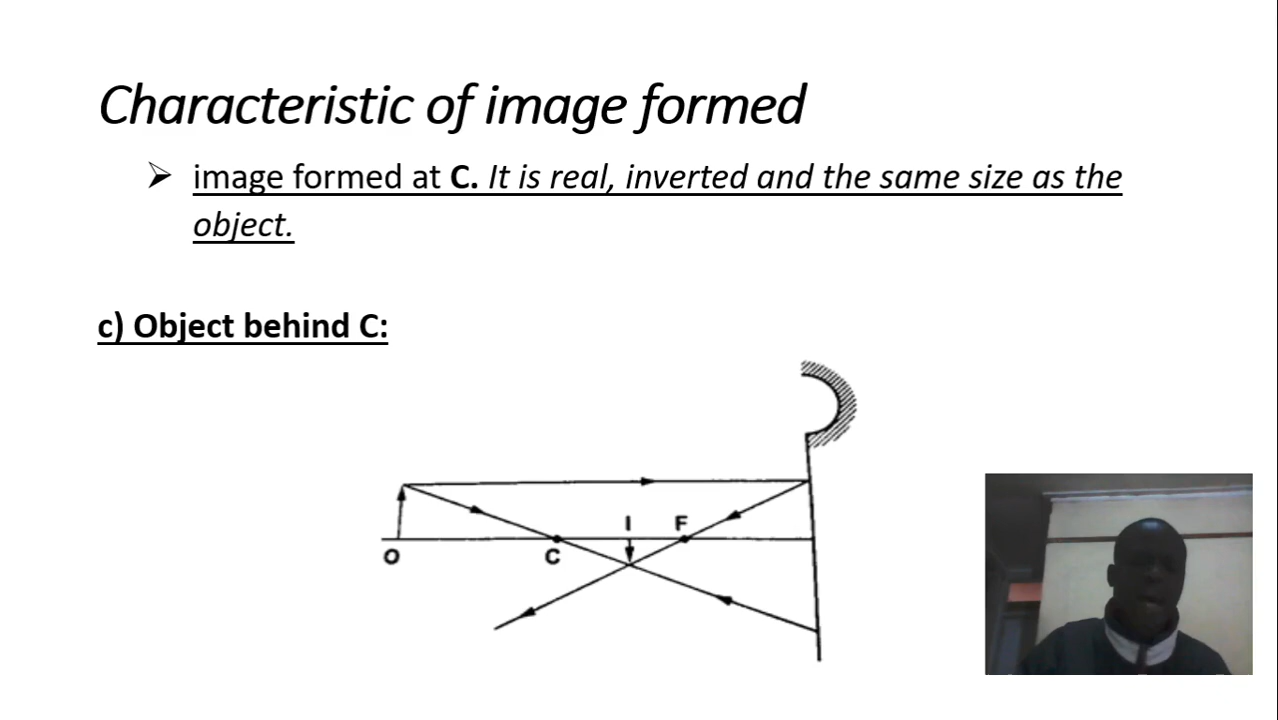 Characteristic of image formed
➢ image formed at C. It is real, inverted and the same size as the
object.
c) Object behind C:
I F
O C